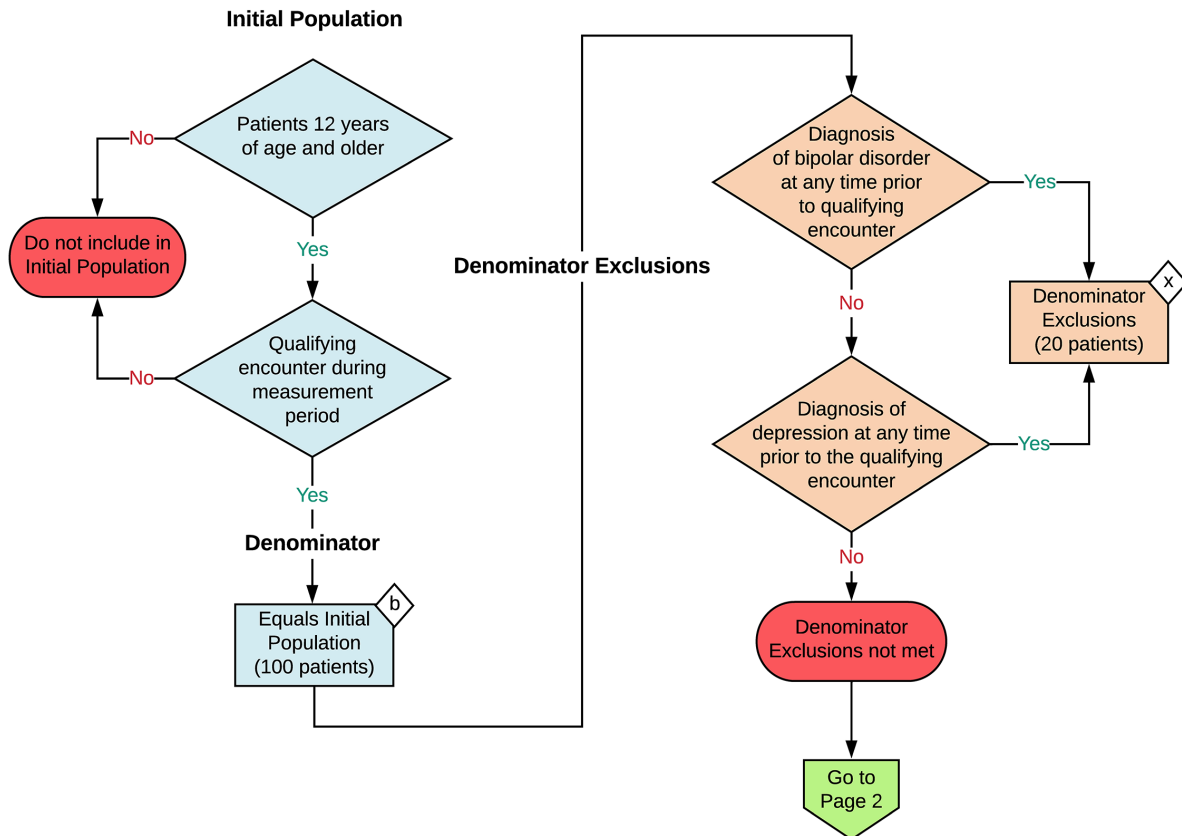 Initial Population
Patients 12 years
of age and older
No
Do not include in
Initial Population
Yes
Qualifying
encounter during
measurement
period
No
Yes
Denominator
b
Equals Initial
Population
(100 patients)
Denominator Exclusions
Diagnosis
of bipolar disorder
at any time prior
to qualifying
encounter
Yes
x
Denominator
Exclusions
(20 patients)
No
Diagnosis of
depression at any time
prior to the qualifying
encounter
Yes
No
Denominator
Exclusions not met
Go to
Page 2